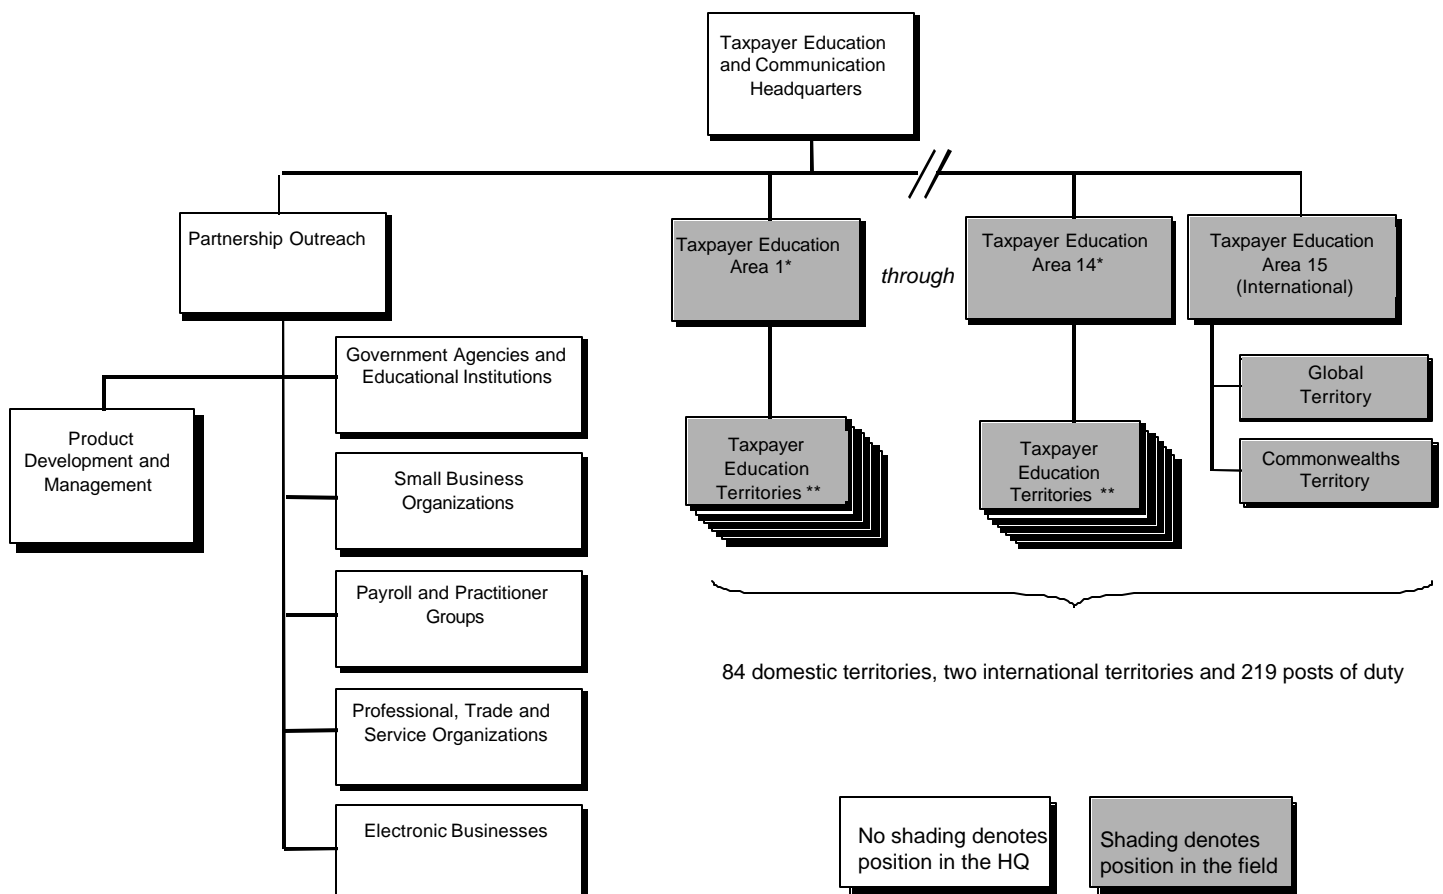 Taxpayer Education
and Communication
Headquarters
Partnership Outreach
Taxpayer Education
Area 1*
through
Taxpayer Education
Area 14*
Taxpayer Education
Area 15
(International)
Government Agencies and
Educational Institutions
Global
Territory
Product
Development and
Management
Taxpayer
Education
Territories **
Taxpayer
Education
Territories **
Commonwealths
Territory
Small Business
Organizations
Payroll and Practitioner
Groups
84 domestic territories, two international territories and 219 posts of duty
Professional, Trade and
Service Organizations
Electronic Businesses
No shading denotes
position in the HQ
Shading denotes
position in the field